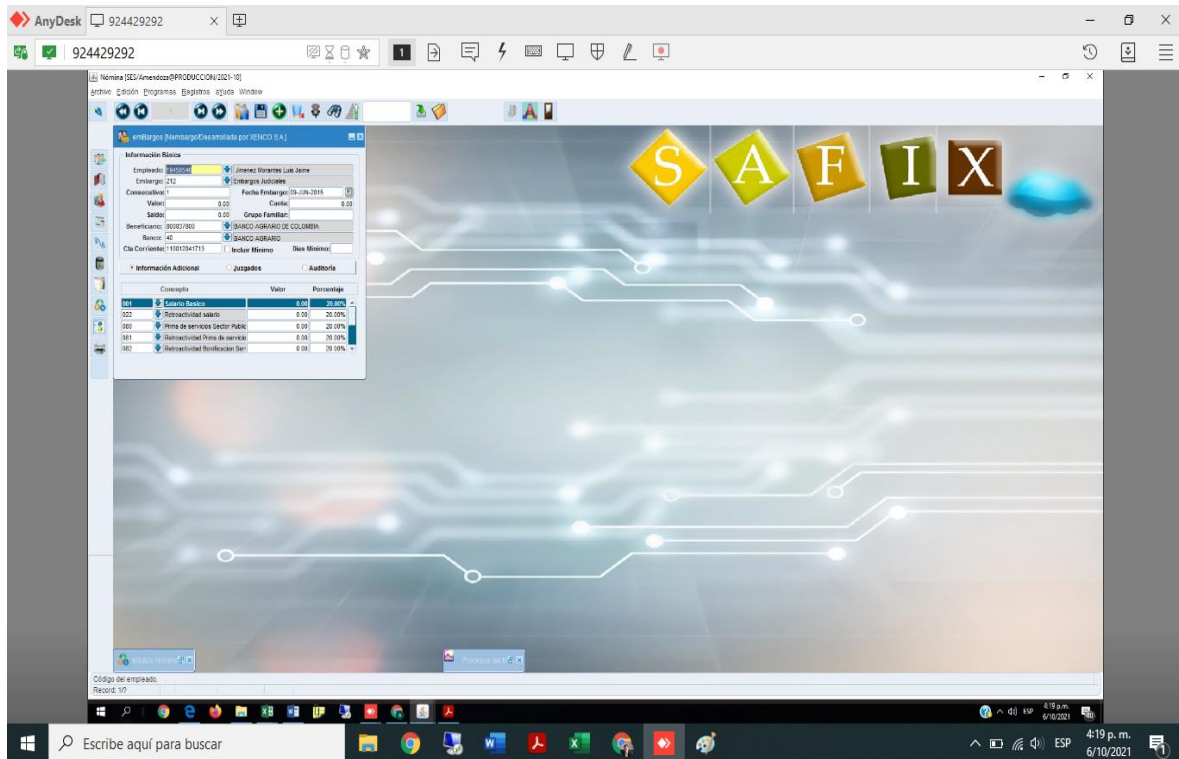 AnyDesk 924429292
924429292 1
Nómina [SES/Amendoza@PRODUCCION/2021-10]
Archivo Edición Programas Registros aYuda Window
emBargos [Nembargo/Desarrollada por XENCO S.A]
SAFIX
Información Básica
Empleado: Jimenez Morantes Luis Jaime
Embargo: 212 Embargos Judiciales
Consecutivo: 1 Fecha Embargo: 09-JUN-2015
Valor: 0.00 Cuota: 0.00
Saldo: 0.00 Grupo Familiar:
Beneficiario: 800037800 BANCO AGRARIO DE COLOMBIA
Banco: 40 BANCO AGRARIO
Cta Corriente: 110012041715 Incluir Minimo Dias Minimo:
Información Adicional Juzgados Auditoría
Concepto Valor Porcentaje
001 Salario Basico 0.00 20.00%
022 Retroactividad salario 0.00 20.00%
080 Prima de servicios Sector Public 0.00 20.00%
081 Retroactividad Prima de servicio 0.00 20.00%
082 Retroactividad Bonificacion Serv 0.00 20.00%
Código del empleado.
Record: 1/?
ESP 4:19 p.m.
6/10/2021
Escribe aquí para buscar
ESP 4:19 p. m.
6/10/2021
1